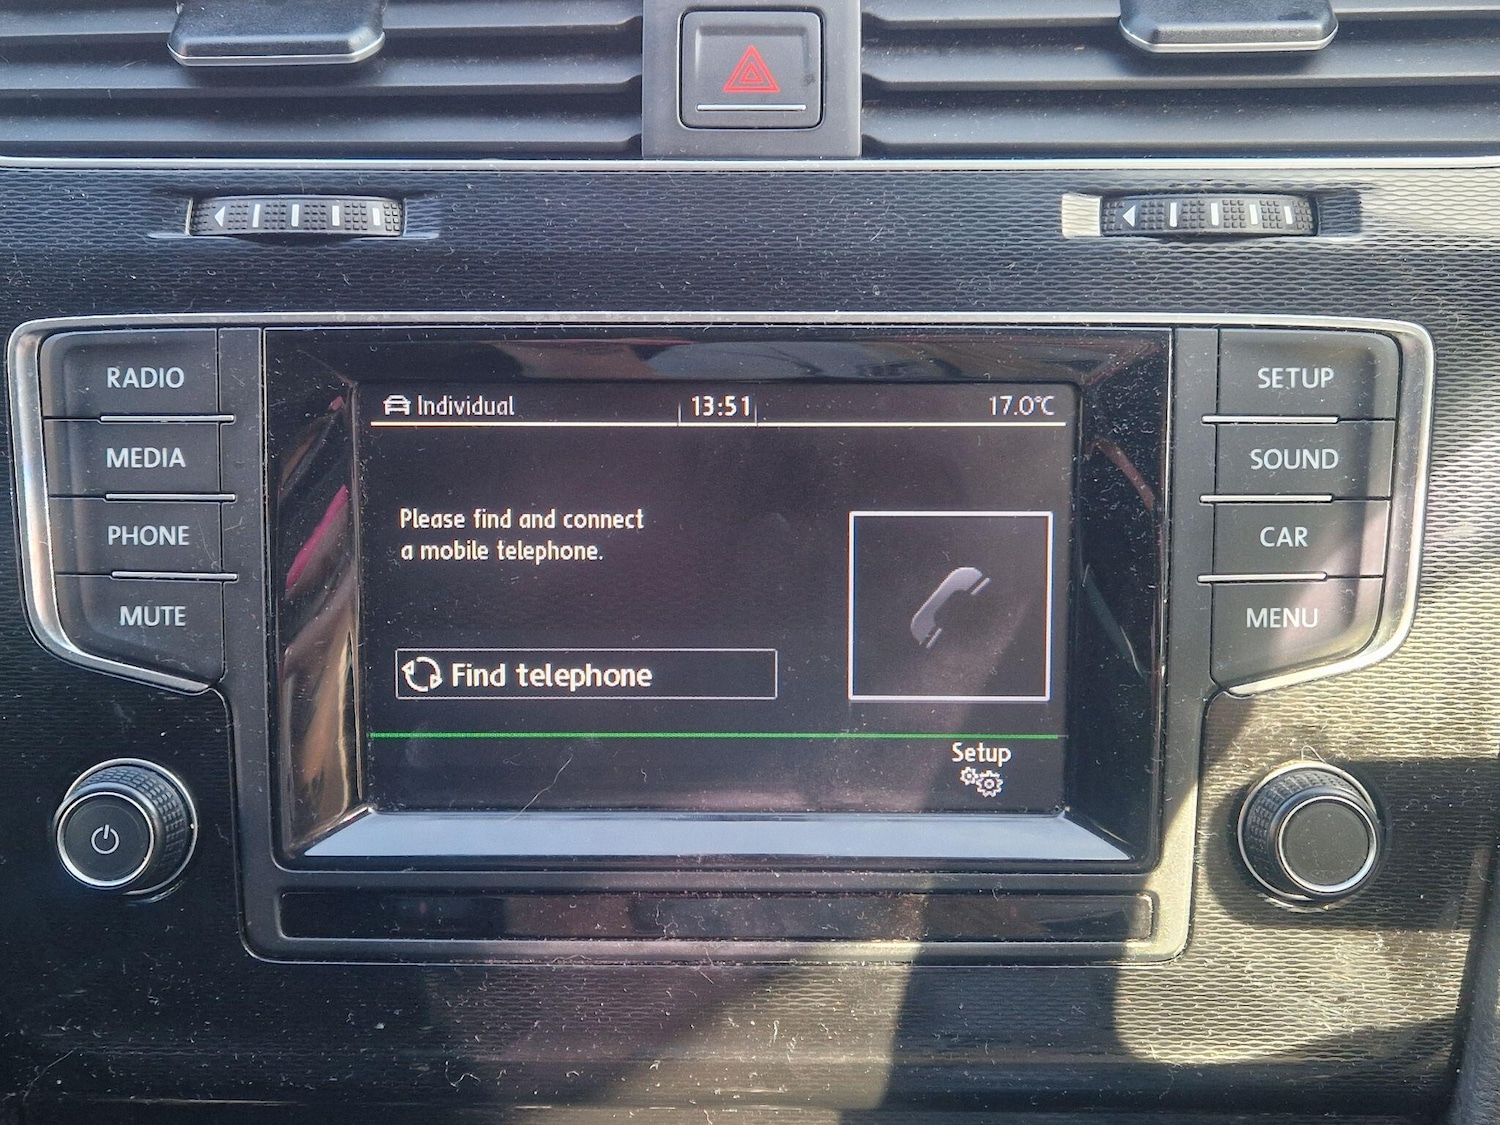 RADIO
MEDIA
PHONE
MUTE
Individual
13:51
17.0°C
Please find and connect
a mobile telephone.
Find telephone
Setup
SETUP
SOUND
CAR
MENU